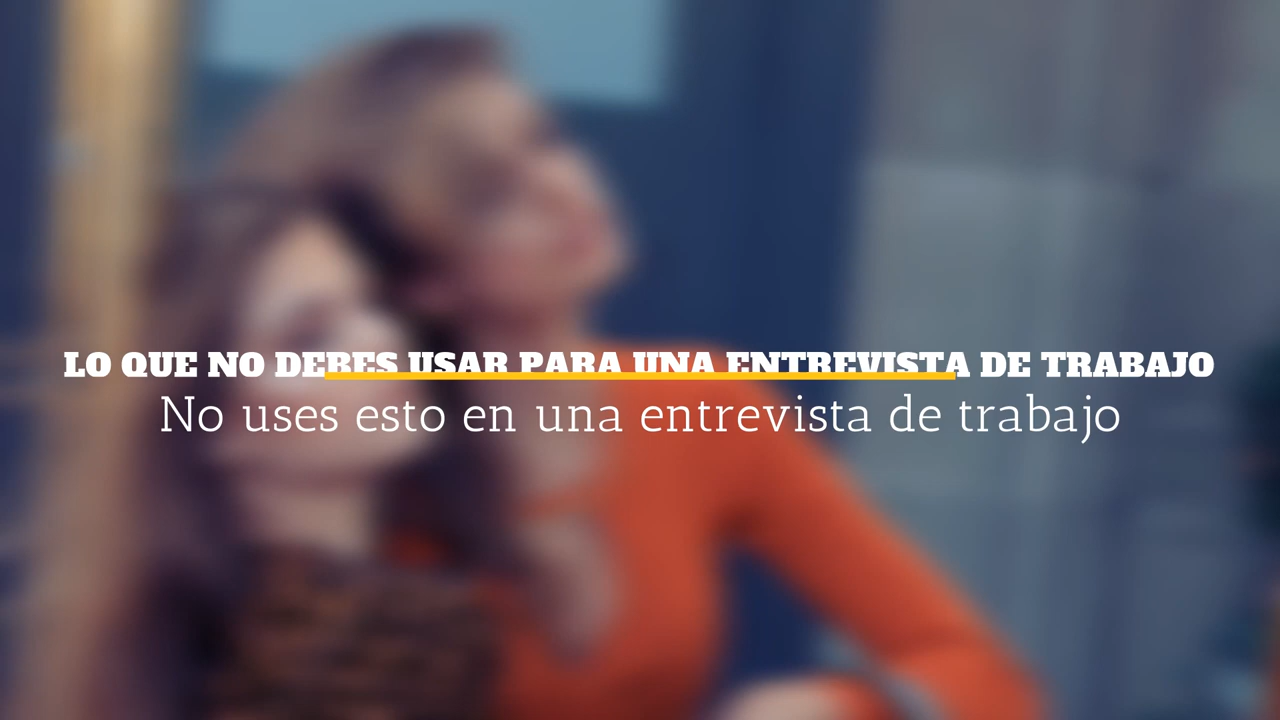 LO QUE NO DEBES USAR PARA UNA ENTREVISTA DE TRABAJO
No uses esto en una entrevista de trabajo